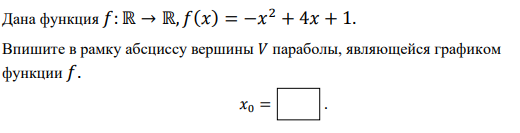 Дана функция f: ℝ → ℝ, f(x) = −x² + 4x + 1.
Впишите в рамку абсциссу вершины V параболы, являющейся графиком
функции f.
x₀ = .